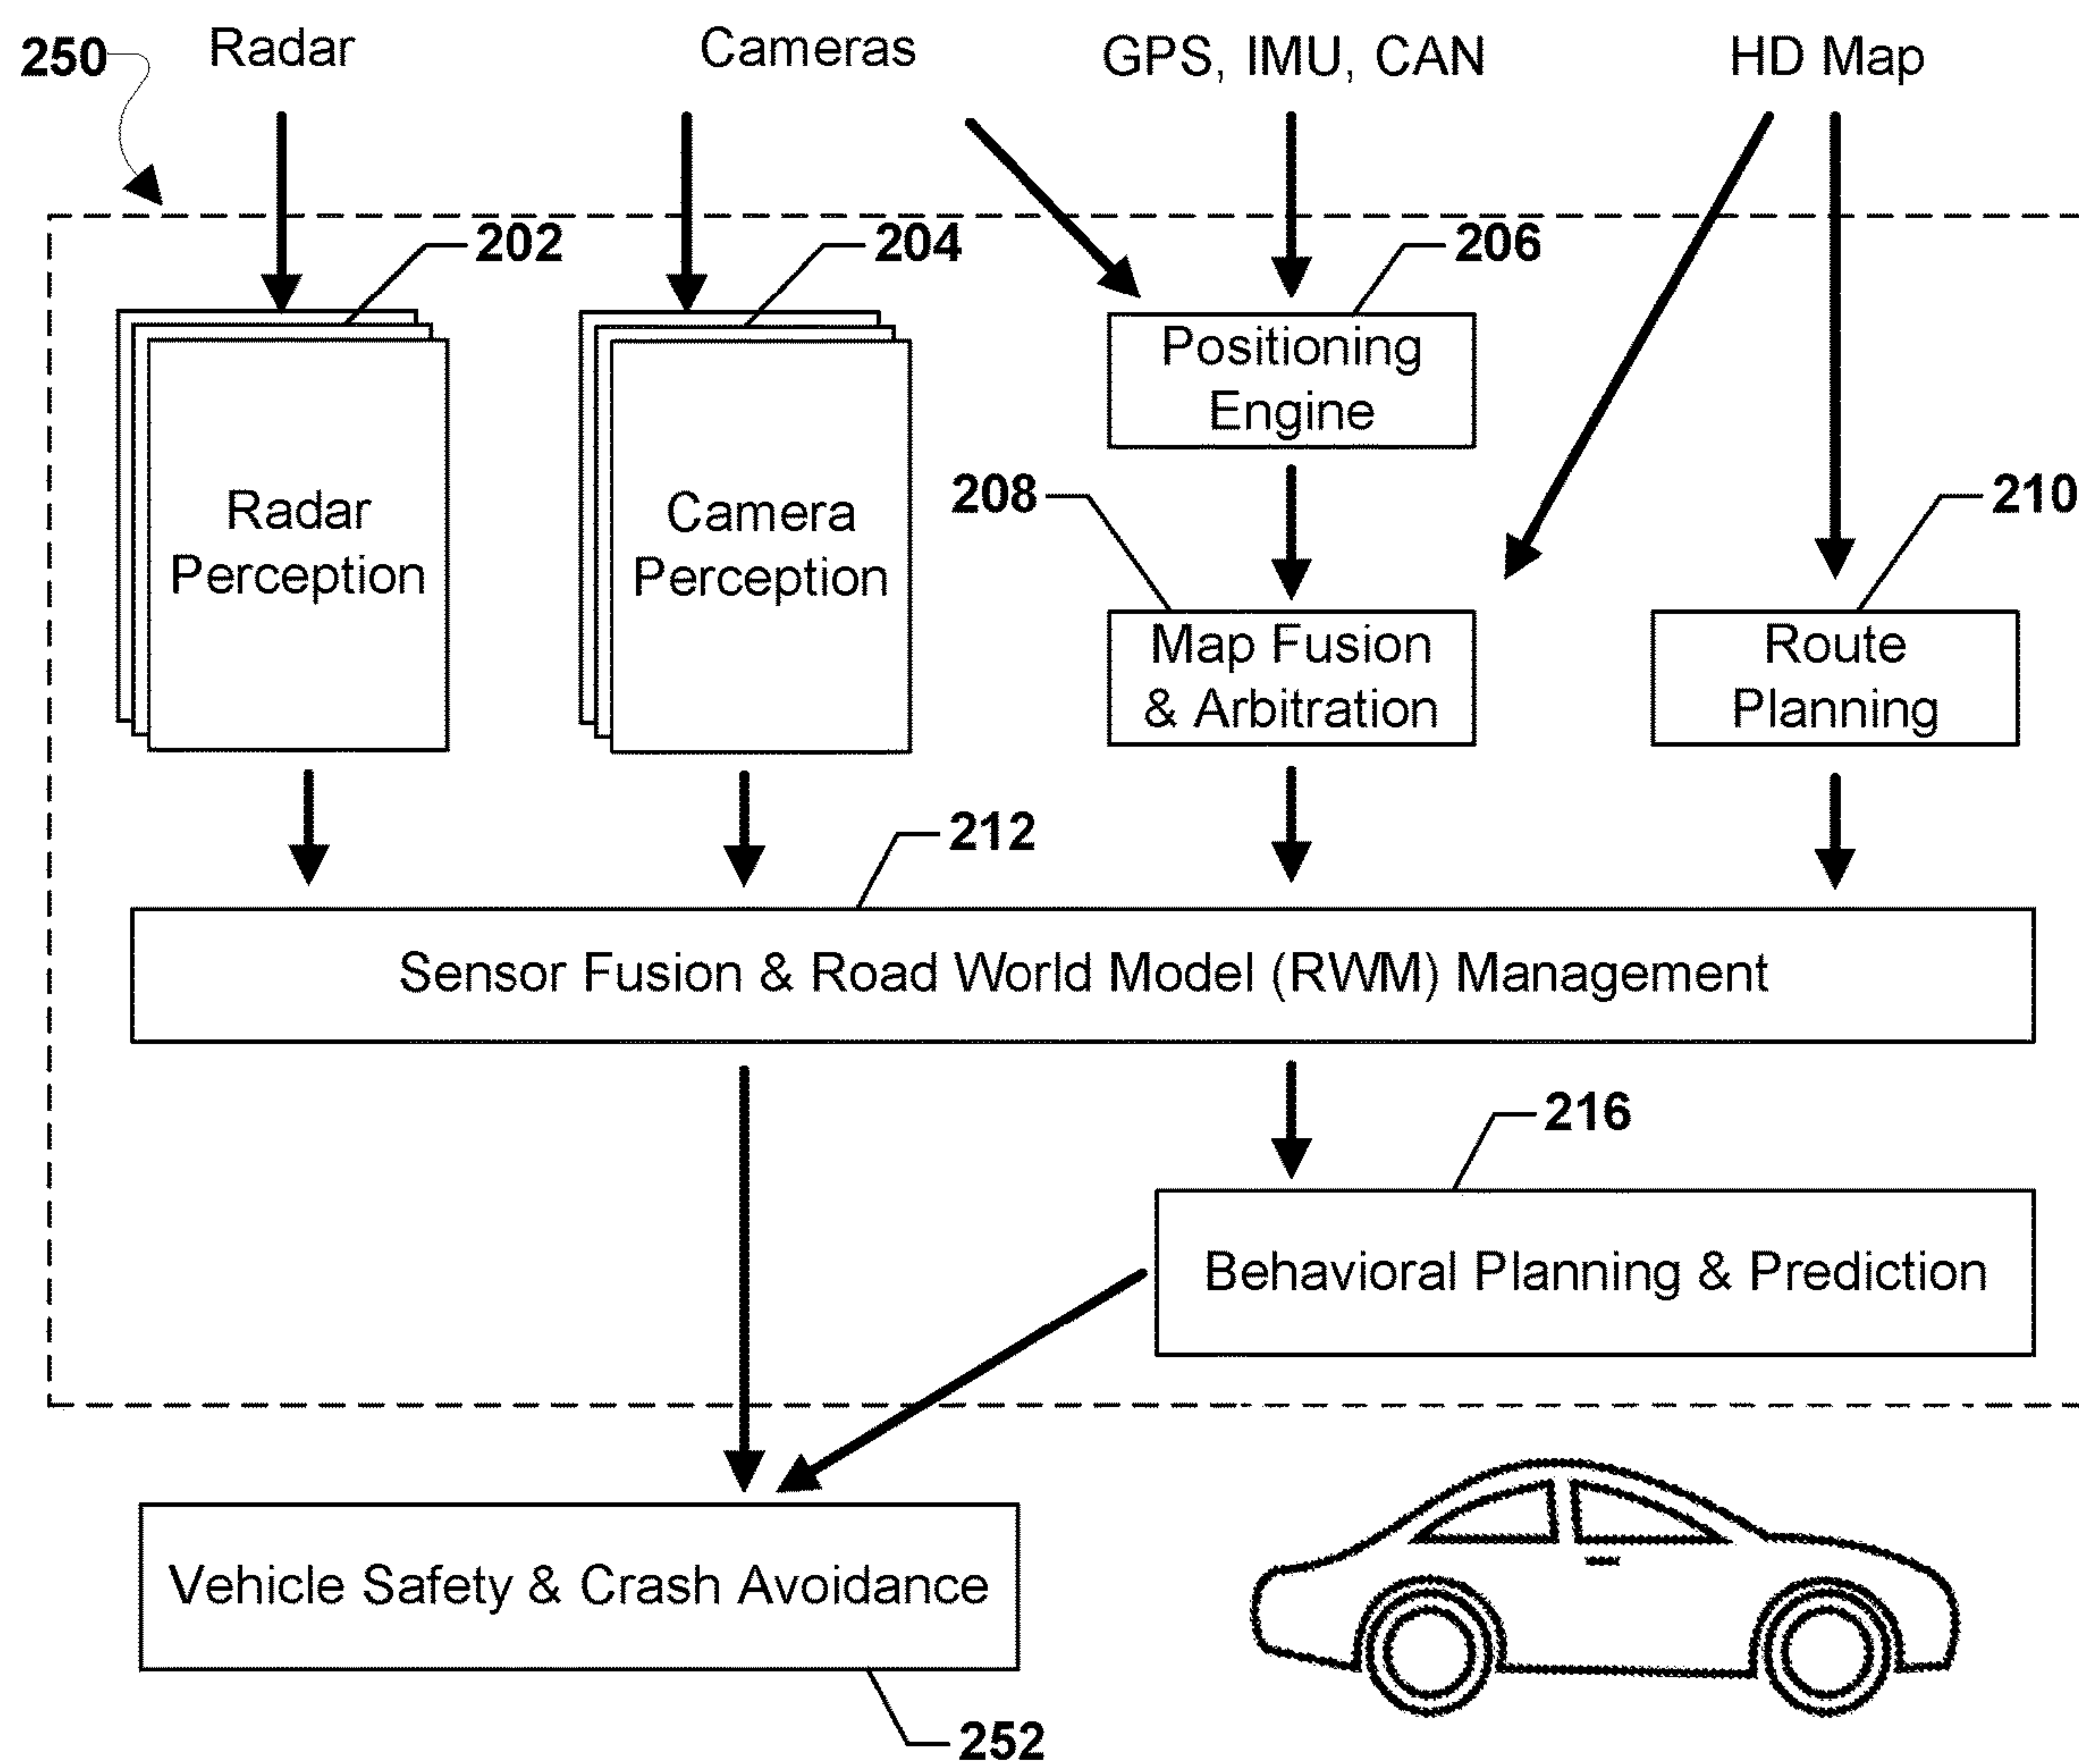 250
Radar
Cameras
GPS, IMU, CAN
HD Map
202
204
206
Positioning
Engine
208
210
Radar
Perception
Camera
Perception
Map Fusion
& Arbitration
Route
Planning
212
Sensor Fusion & Road World Model (RWM) Management
216
Behavioral Planning & Prediction
Vehicle Safety & Crash Avoidance
252